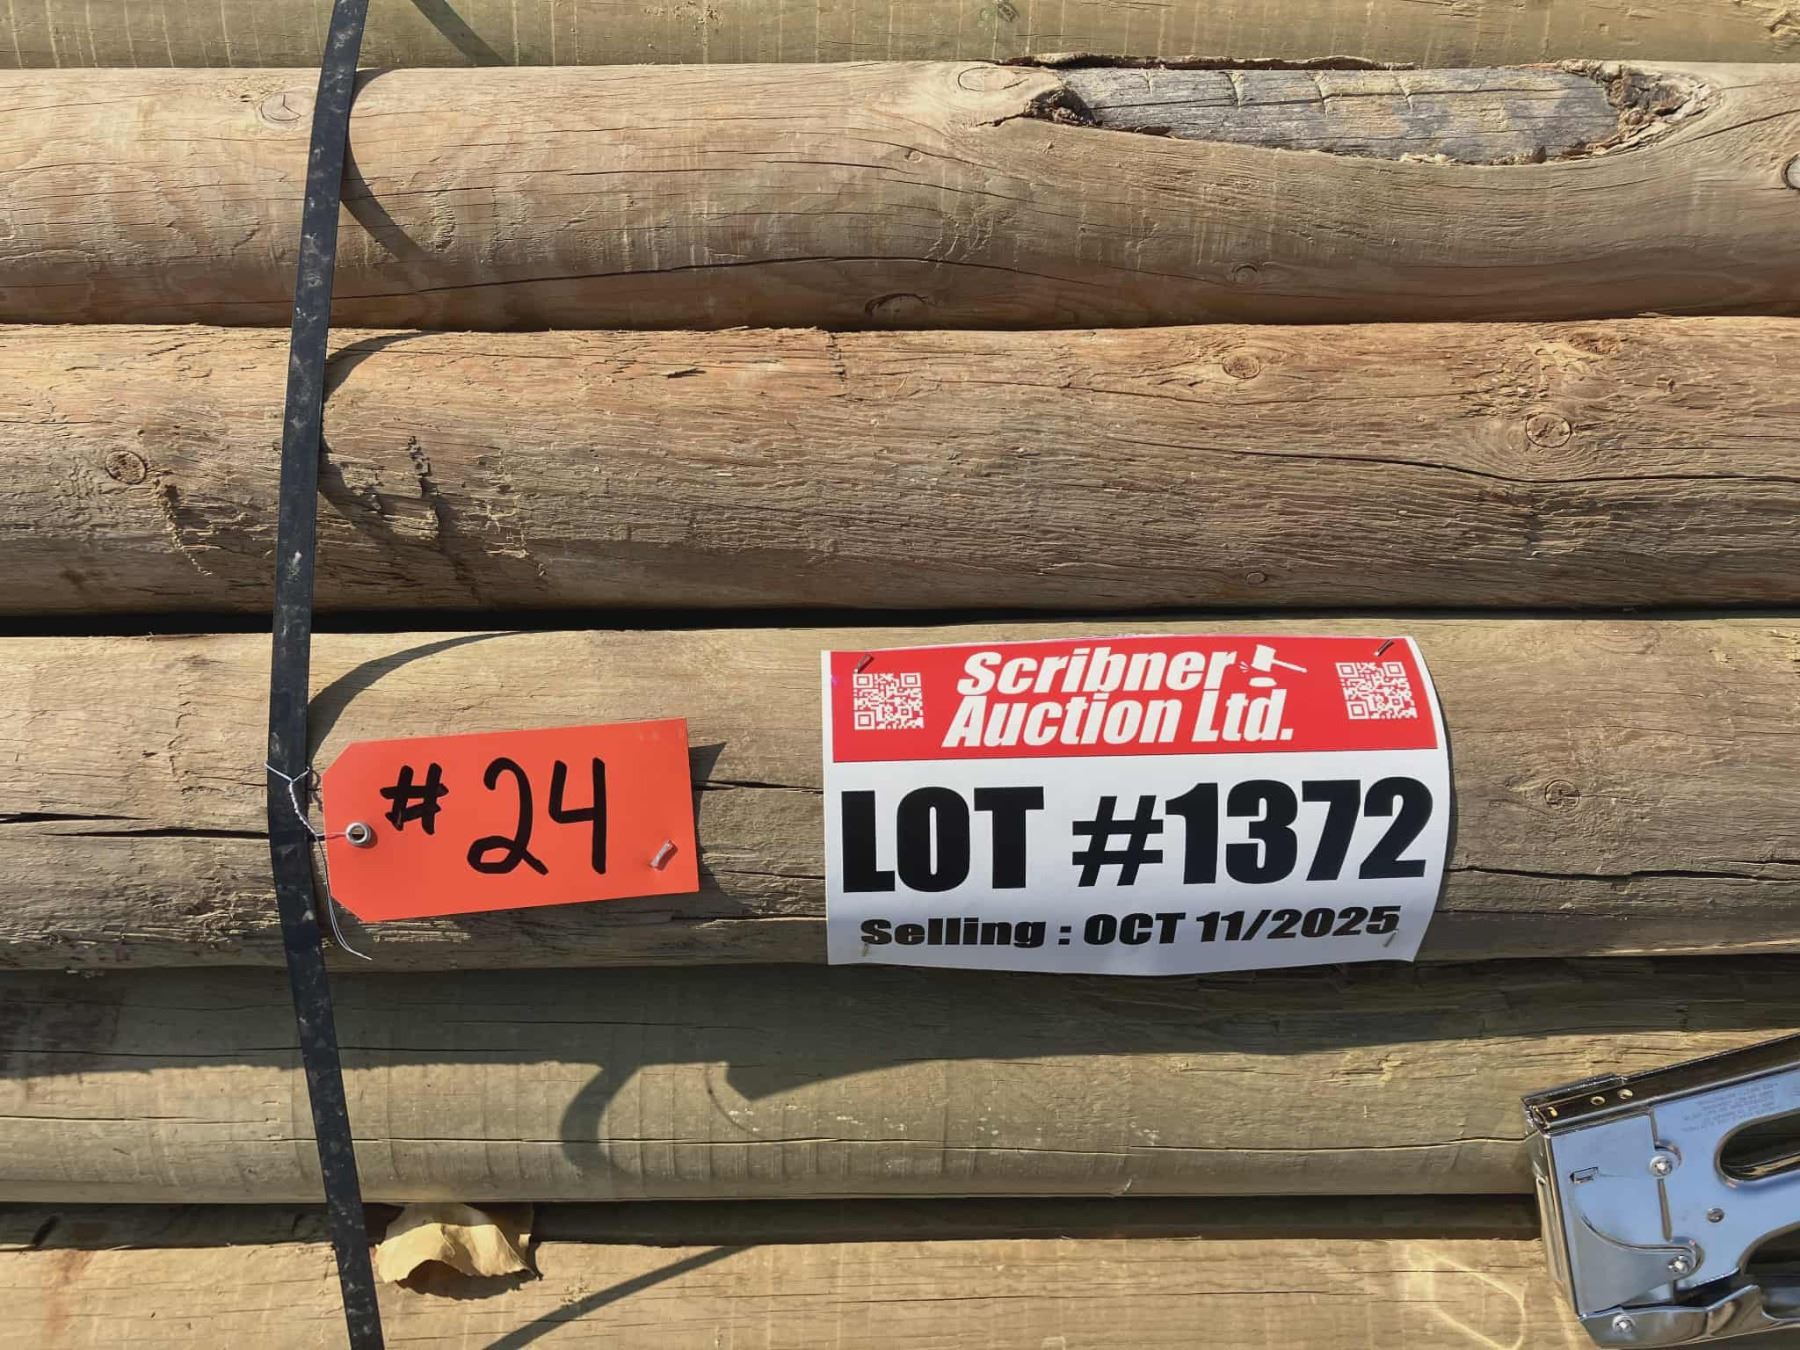 Scribner
Auction Ltd.
# 24
LOT #1372
Selling : OCT 11/2025